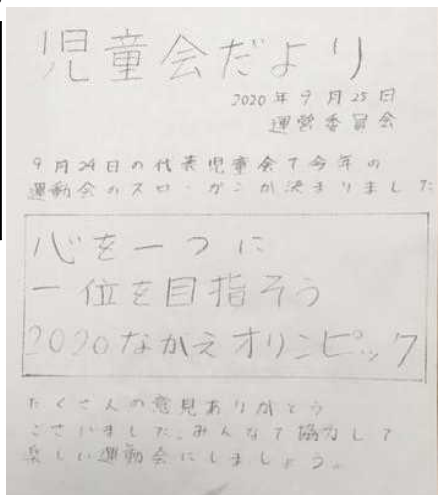 児童会だより
2020年9月25日
運営委員会
9月24日の代表児童会で今年の
運動会のスローガンが決まりました
心を一つに
一位を目指そう
2020なかえオリンピック
たくさんの意見ありがとう
ございました。みんなで協力して
楽しい運動会にしましょう。